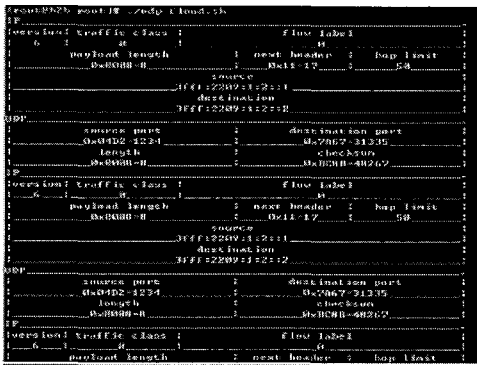 [root@h2h root]# ./udp_cloud.sh
IP
|version| traffic class | flow label |
| 6 | 0 | 0 |
| payload length | next header | hop limit |
| 0x0008=8 | 0x11=17 | 50 |
| source |
| 3fff:2209:1:2::1 |
| destination |
| 3fff:2209:1:2::2 |
UDP
| source port | destination port |
| 0x04D2=1234 | 0x7A67=31335 |
| length | checksum |
| 0x0008=8 | 0xBC8B=48267 |
IP
|version| traffic class | flow label |
| 6 | 0 | 0 |
| payload length | next header | hop limit |
| 0x0008=8 | 0x11=17 | 50 |
| source |
| 3fff:2209:1:2::1 |
| destination |
| 3fff:2209:1:2::2 |
UDP
| source port | destination port |
| 0x04D2=1234 | 0x7A67=31335 |
| length | checksum |
| 0x0008=8 | 0xBC8B=48267 |
IP
|version| traffic class | flow label |
| 6 | 0 | 0 |
| payload length | next header | hop limit |